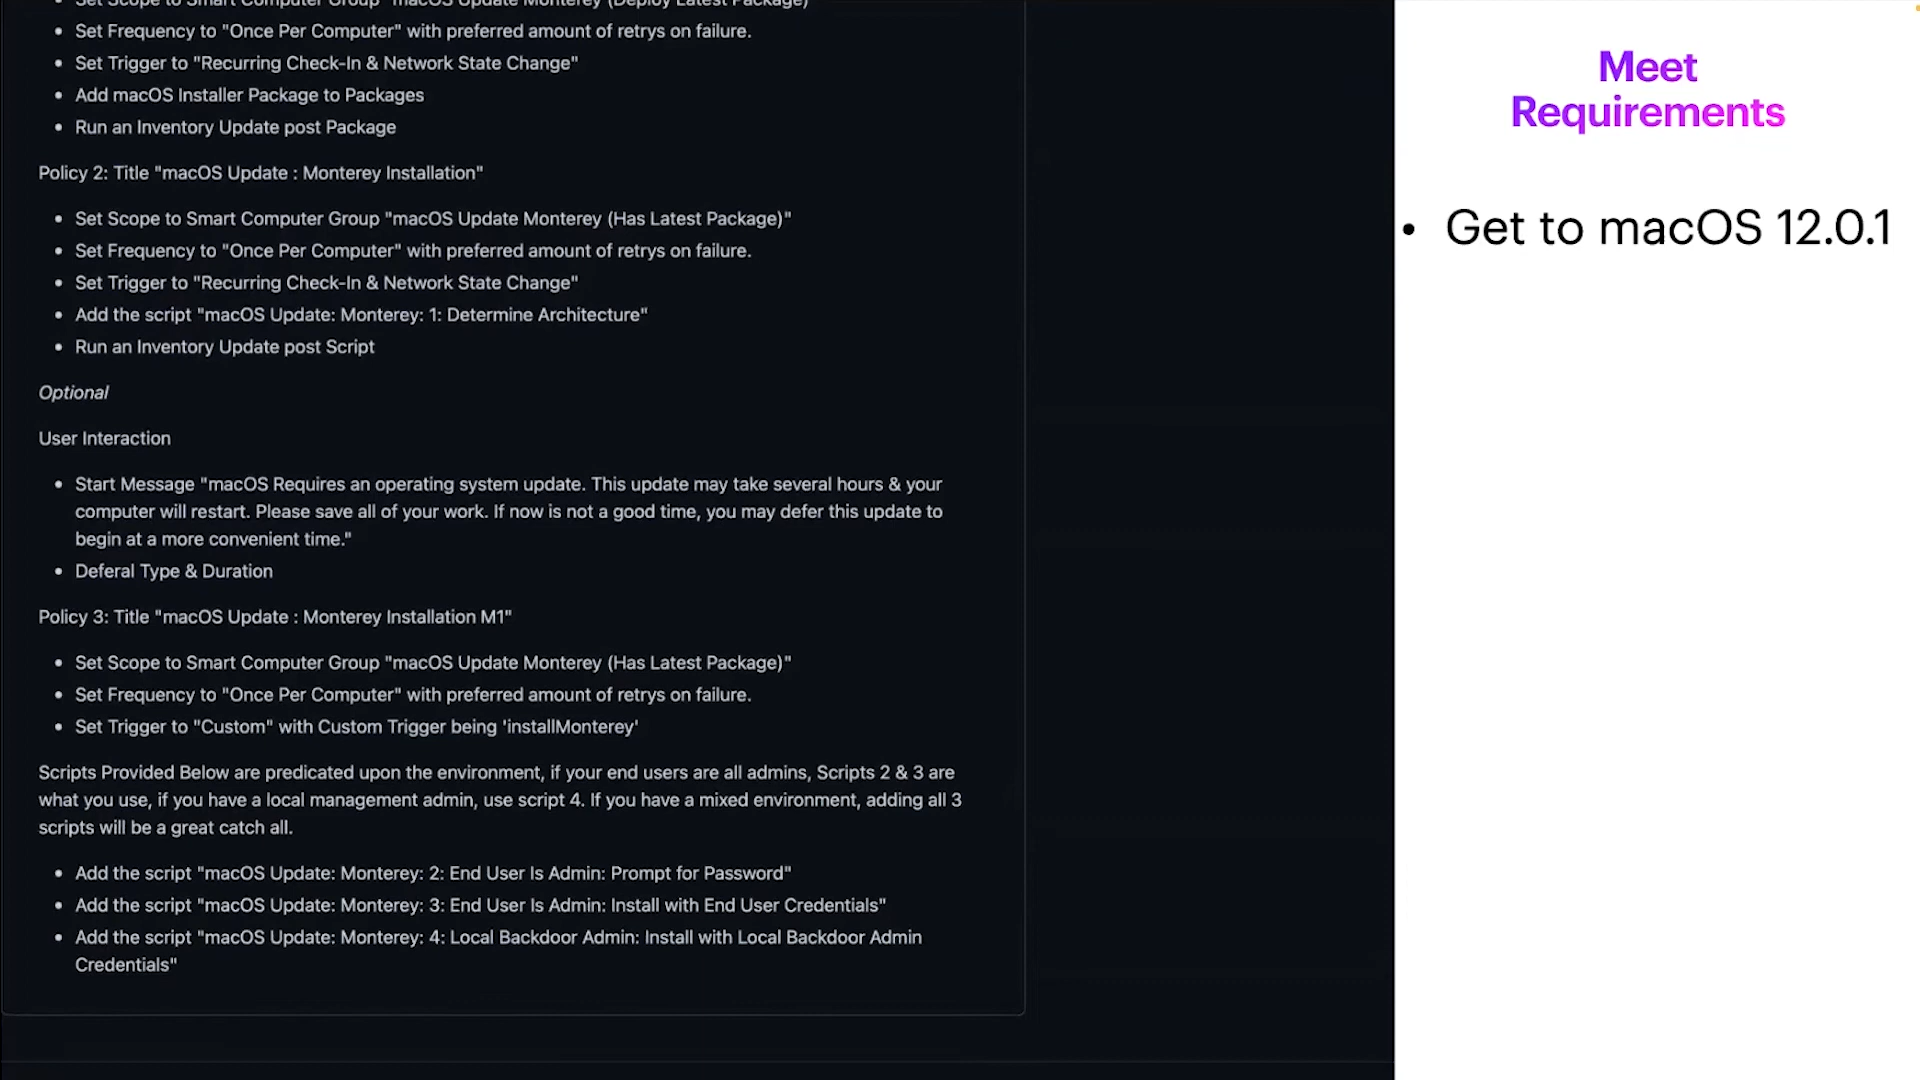 Set Scope to Smart Computer Group "macOS Update Monterey (Deploy Latest Package)"
• Set Frequency to "Once Per Computer" with preferred amount of retrys on failure.
• Set Trigger to "Recurring Check-In & Network State Change"
• Add macOS Installer Package to Packages
• Run an Inventory Update post Package
Policy 2: Title "macOS Update : Monterey Installation"
• Set Scope to Smart Computer Group "macOS Update Monterey (Has Latest Package)"
• Set Frequency to "Once Per Computer" with preferred amount of retrys on failure.
• Set Trigger to "Recurring Check-In & Network State Change"
• Add the script "macOS Update: Monterey: 1: Determine Architecture"
• Run an Inventory Update post Script
Optional
User Interaction
• Start Message "macOS Requires an operating system update. This update may take several hours & your
computer will restart. Please save all of your work. If now is not a good time, you may defer this update to
begin at a more convenient time."
• Deferal Type & Duration
Policy 3: Title "macOS Update : Monterey Installation M1"
• Set Scope to Smart Computer Group "macOS Update Monterey (Has Latest Package)"
• Set Frequency to "Once Per Computer" with preferred amount of retrys on failure.
• Set Trigger to "Custom" with Custom Trigger being 'installMonterey'
Scripts Provided Below are predicated upon the environment, if your end users are all admins, Scripts 2 & 3 are
what you use, if you have a local management admin, use script 4. If you have a mixed environment, adding all 3
scripts will be a great catch all.
• Add the script "macOS Update: Monterey: 2: End User Is Admin: Prompt for Password"
• Add the script "macOS Update: Monterey: 3: End User Is Admin: Install with End User Credentials"
• Add the script "macOS Update: Monterey: 4: Local Backdoor Admin: Install with Local Backdoor Admin
Credentials"
Meet
Requirements
• Get to macOS 12.0.1